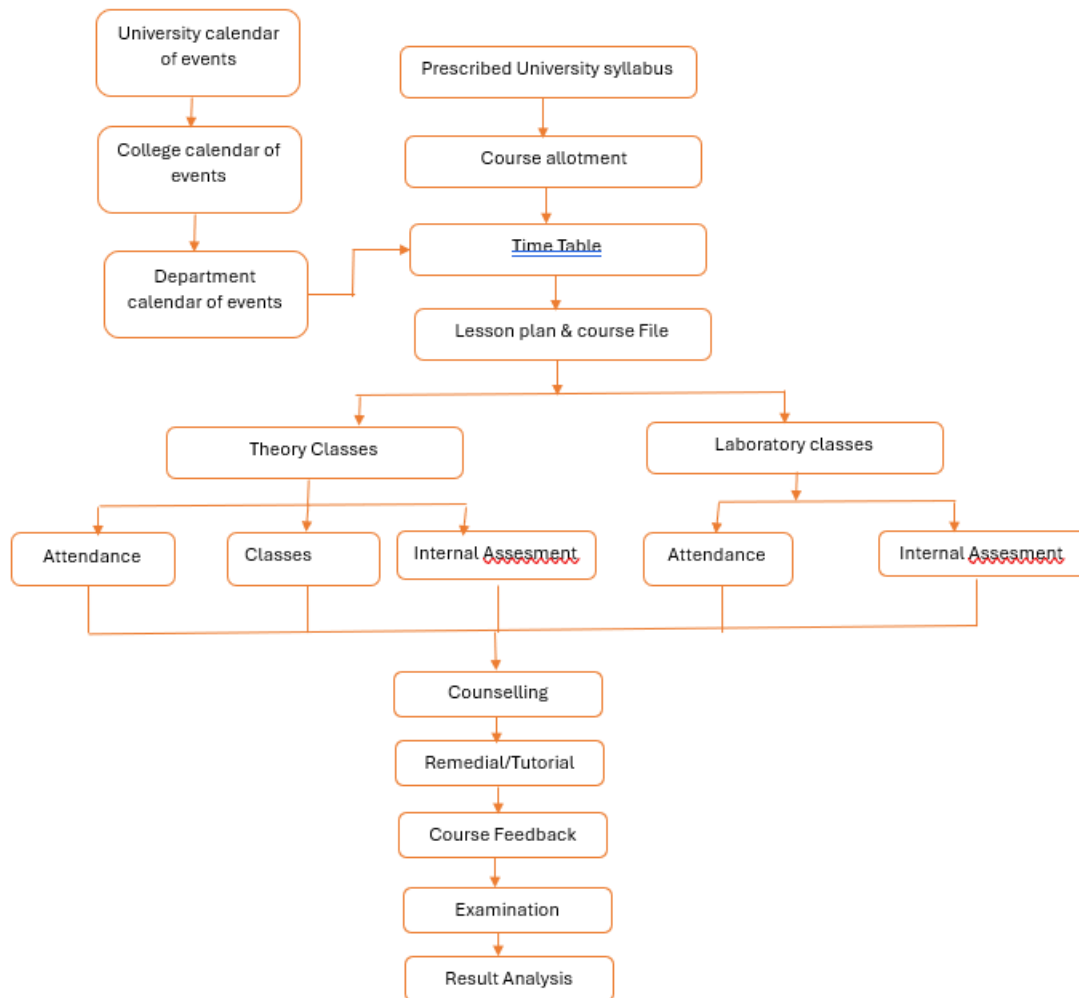 University calendar
of events
Prescribed University syllabus
College calendar of
events
Course allotment
Time Table
Department
calendar of events
Lesson plan & course File
Theory Classes
Laboratory classes
Attendance
Classes
Internal Assesment
Attendance
Internal Assesment
Counselling
Remedial/Tutorial
Course Feedback
Examination
Result Analysis